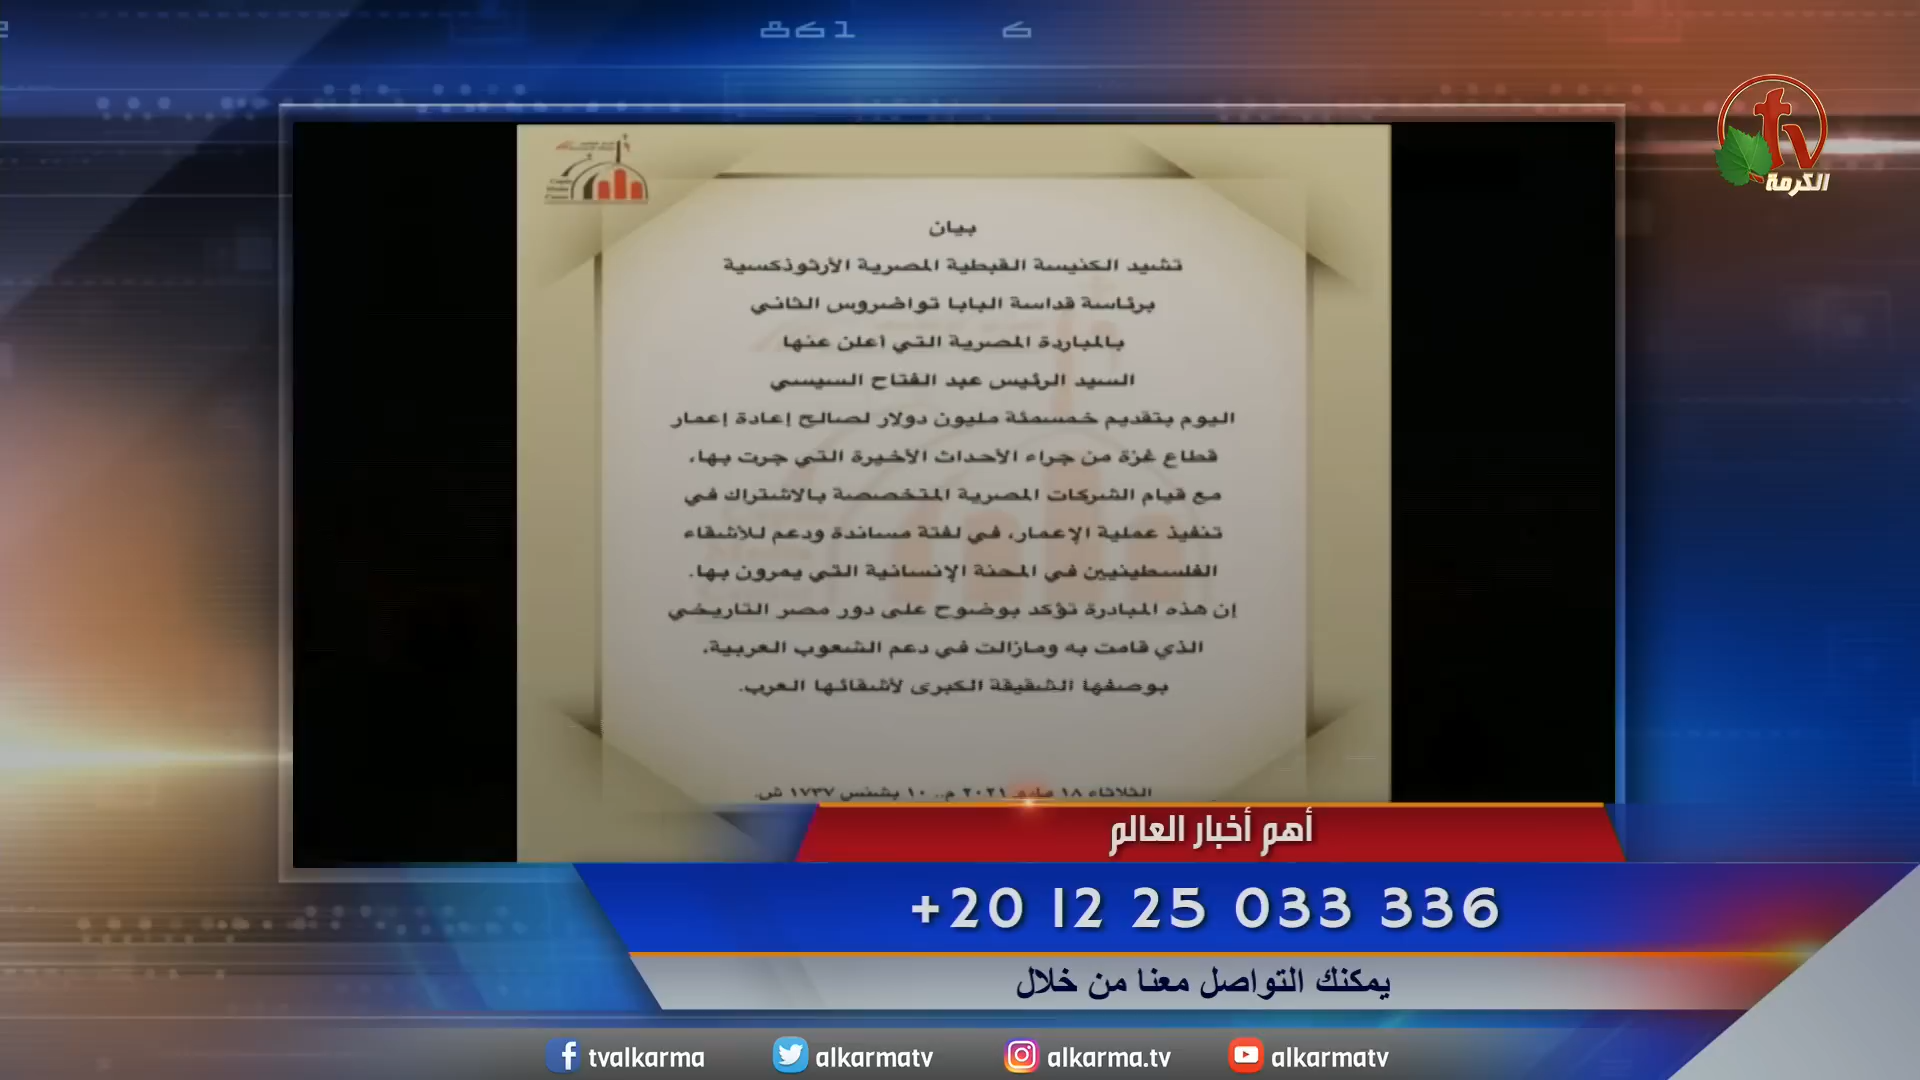 tv
الكرمة
بيان
تشيد الكنيسة القبطية المصرية الأرثوذكسية
برئاسة قداسة البابا تواضروس الثاني
بالمباردة المصرية التي أعلن عنها
السيد الرئيس عبد الفتاح السيسي
اليوم بتقديم خمسمئة مليون دولار لصالح إعادة إعمار
قطاع غزة من جراء الأحداث الأخيرة التي جرت بها،
مع قيام الشركات المصرية المتخصصة بالاشتراك في
تنفيذ عملية الإعمار، في لفتة مساندة ودعم للأشقاء
الفلسطينيين في المحنة الإنسانية التي يمرون بها.
إن هذه المبادرة تؤكد بوضوح على دور مصر التاريخي
الذي قامت به ومازالت في دعم الشعوب العربية،
بوصفها الشقيقة الكبرى لأشقائها العرب.
الثلاثاء ١٨ مايو ٢٠٢١ م.. ١٠ بشنس ١٧٣٧ ش.
أهم أخبار العالم
+20 12 25 033 336
يمكنك التواصل معنا من خلال
tvalkarma alkarmatv alkarma.tv alkarmatv